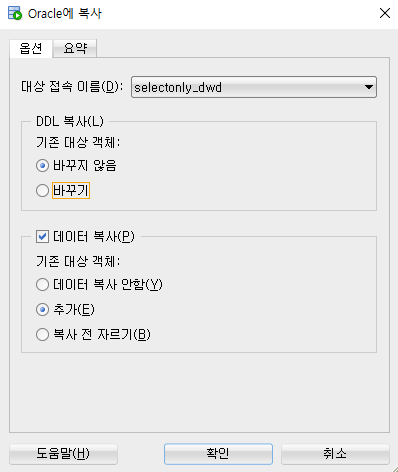 Oracle에 복사
옵션 요약
대상 접속 이름(D): selectonly_dwd
DDL 복사(L)
기존 대상 객체:
바꾸지 않음
바꾸기
데이터 복사(P)
기존 대상 객체:
데이터 복사 안함(Y)
추가(E)
복사 전 자르기(B)
도움말(H) 확인 취소